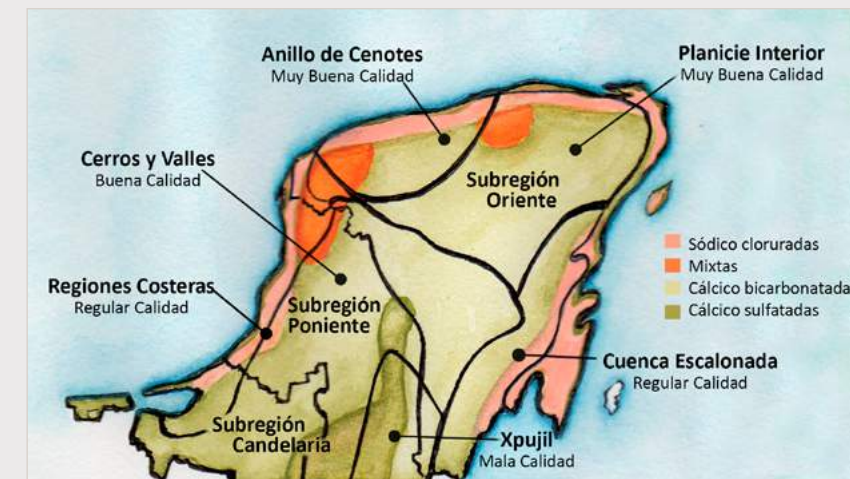 Anillo de Cenotes
Muy Buena Calidad
Planicie Interior
Muy Buena Calidad
Cerros y Valles
Buena Calidad
Subregión
Oriente
Sódico cloruradas
Mixtas
Cálcico bicarbonatada
Cálcico sulfatadas
Regiones Costeras
Regular Calidad
Subregión
Poniente
Cuenca Escalonada
Regular Calidad
Subregión
Candelaria
Xpujil
Mala Calidad